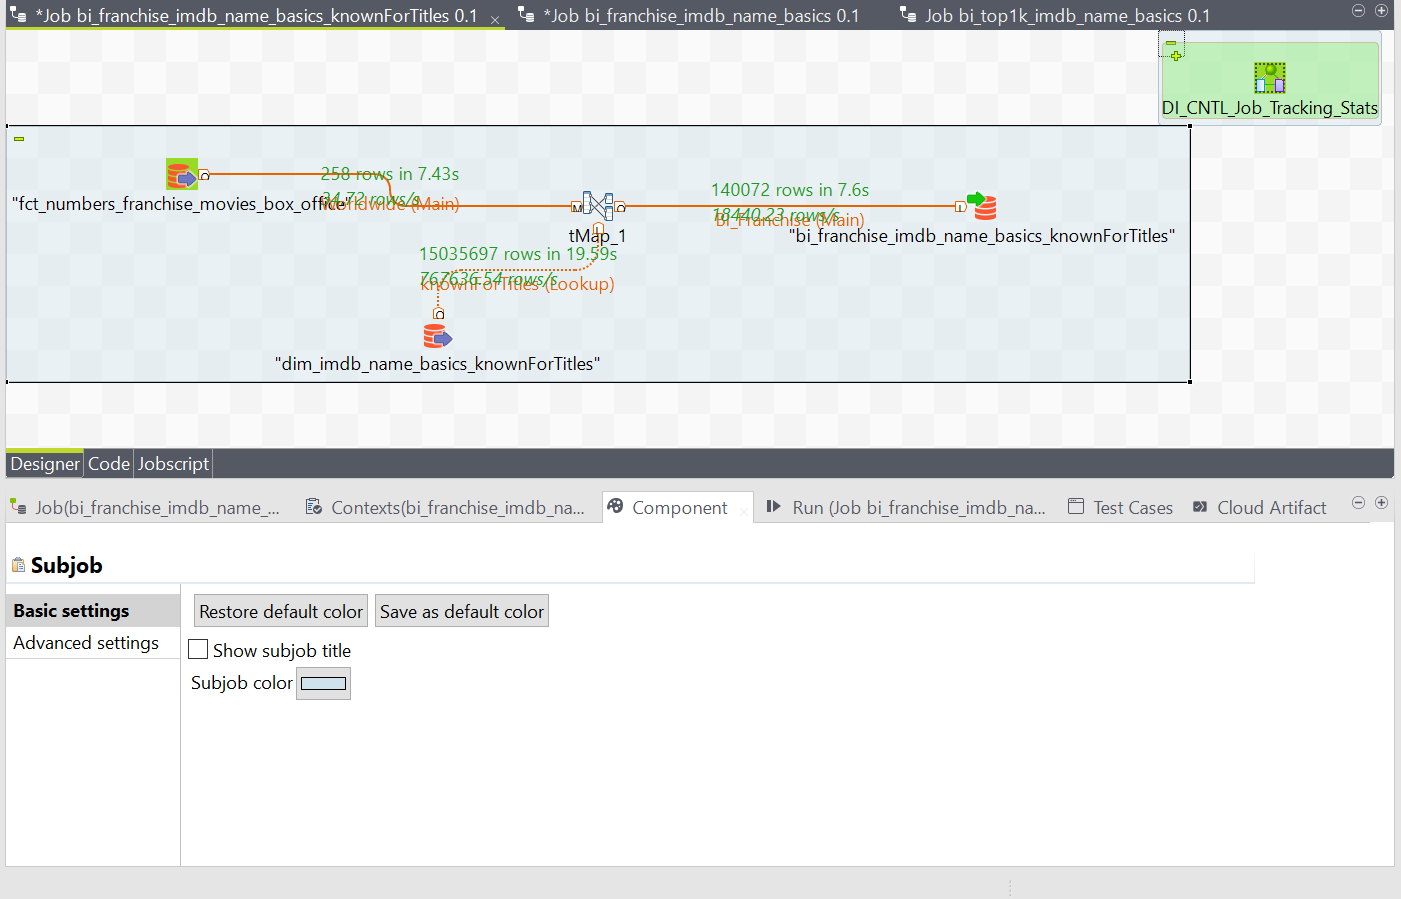 *Job bi_franchise_imdb_name_basics_knownForTitles 0.1
*Job bi_franchise_imdb_name_basics 0.1
Job bi_top1k_imdb_name_basics 0.1
DI_CNTL_Job_Tracking_Stats
258 rows in 7.43s
34.72 rows/s
Worldwide (Main)
"fct_numbers_franchise_movies_box_office"
M
tMap_1
140072 rows in 7.6s
18440.23 rows/s
Bi_Franchise (Main)
"bi_franchise_imdb_name_basics_knownForTitles"
15035697 rows in 19.59s
767636.54 rows/s
knownForTitles (Lookup)
"dim_imdb_name_basics_knownForTitles"
Designer
Code
Jobscript
Job(bi_franchise_imdb_name_...
Contexts(bi_franchise_imdb_na...
Component
Run (Job bi_franchise_imdb_na...
Test Cases
Cloud Artifact
Subjob
Basic settings
Advanced settings
Restore default color
Save as default color
Show subjob title
Subjob color